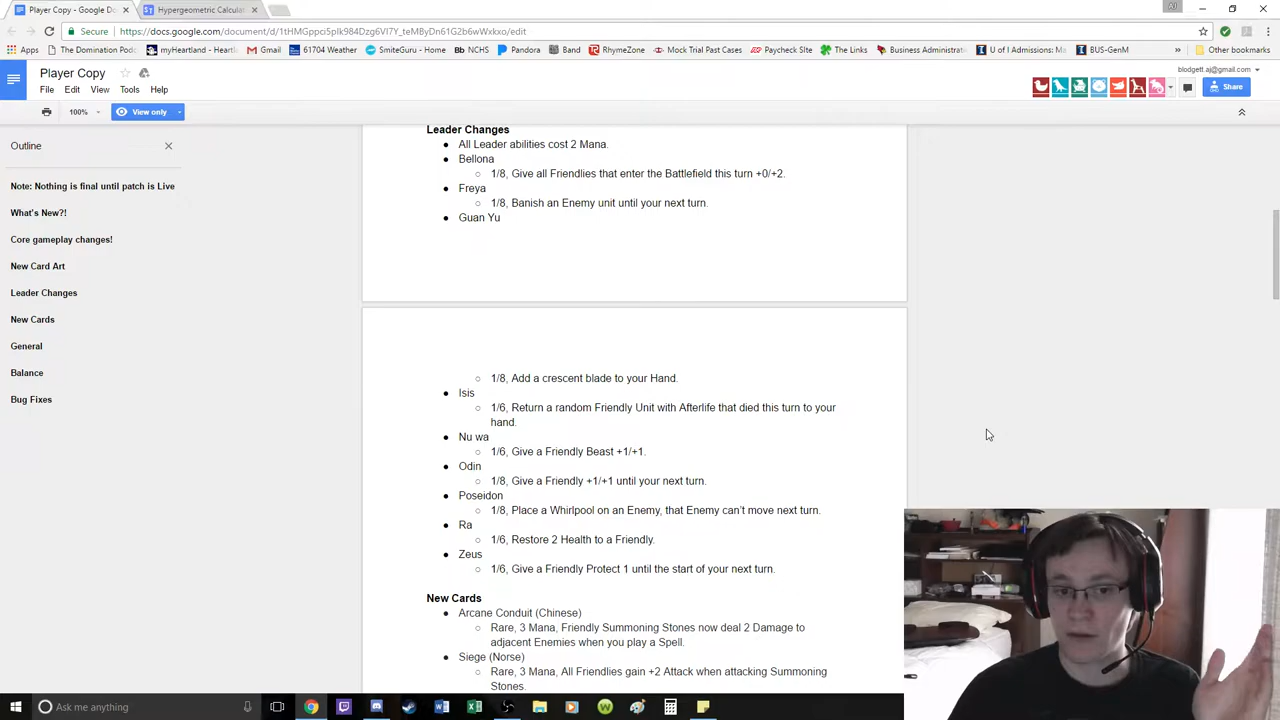 Player Copy - Google Do
Hypergeometric Calcula
AJ
Secure
https://docs.google.com/document/d/1tHMGppci5pIk984Dzg6VI7Y_teMByDn61G2b6wWxkxo/edit
Apps
The Domination Pod
myHeartland - Heartl
Gmail
61704 Weather
SmiteGuru - Home
NCHS
Pandora
Band
RhymeZone
Mock Trial Past Cases
Paycheck Site
The Links
Business Administrati
U of I Admissions: M
BUS-GenM
»
Other bookmarks
Player Copy
blodgett.aj@gmail.com
File Edit View Tools Help
Share
100%
View only
Outline
Note: Nothing is final until patch is Live
What's New?!
Core gameplay changes!
New Card Art
Leader Changes
New Cards
General
Balance
Bug Fixes
Leader Changes
All Leader abilities cost 2 Mana.
Bellona
1/8, Give all Friendlies that enter the Battlefield this turn +0/+2.
Freya
1/8, Banish an Enemy unit until your next turn.
Guan Yu
1/8, Add a crescent blade to your Hand.
Isis
1/6, Return a random Friendly Unit with Afterlife that died this turn to your
hand.
Nu wa
1/6, Give a Friendly Beast +1/+1.
Odin
1/8, Give a Friendly +1/+1 until your next turn.
Poseidon
1/8, Place a Whirlpool on an Enemy, that Enemy can't move next turn.
Ra
1/6, Restore 2 Health to a Friendly.
Zeus
1/6, Give a Friendly Protect 1 until the start of your next turn.
New Cards
Arcane Conduit (Chinese)
Rare, 3 Mana, Friendly Summoning Stones now deal 2 Damage to
adjacent Enemies when you play a Spell.
Siege (Norse)
Rare, 3 Mana, All Friendlies gain +2 Attack when attacking Summoning
Stones.
Ask me anything